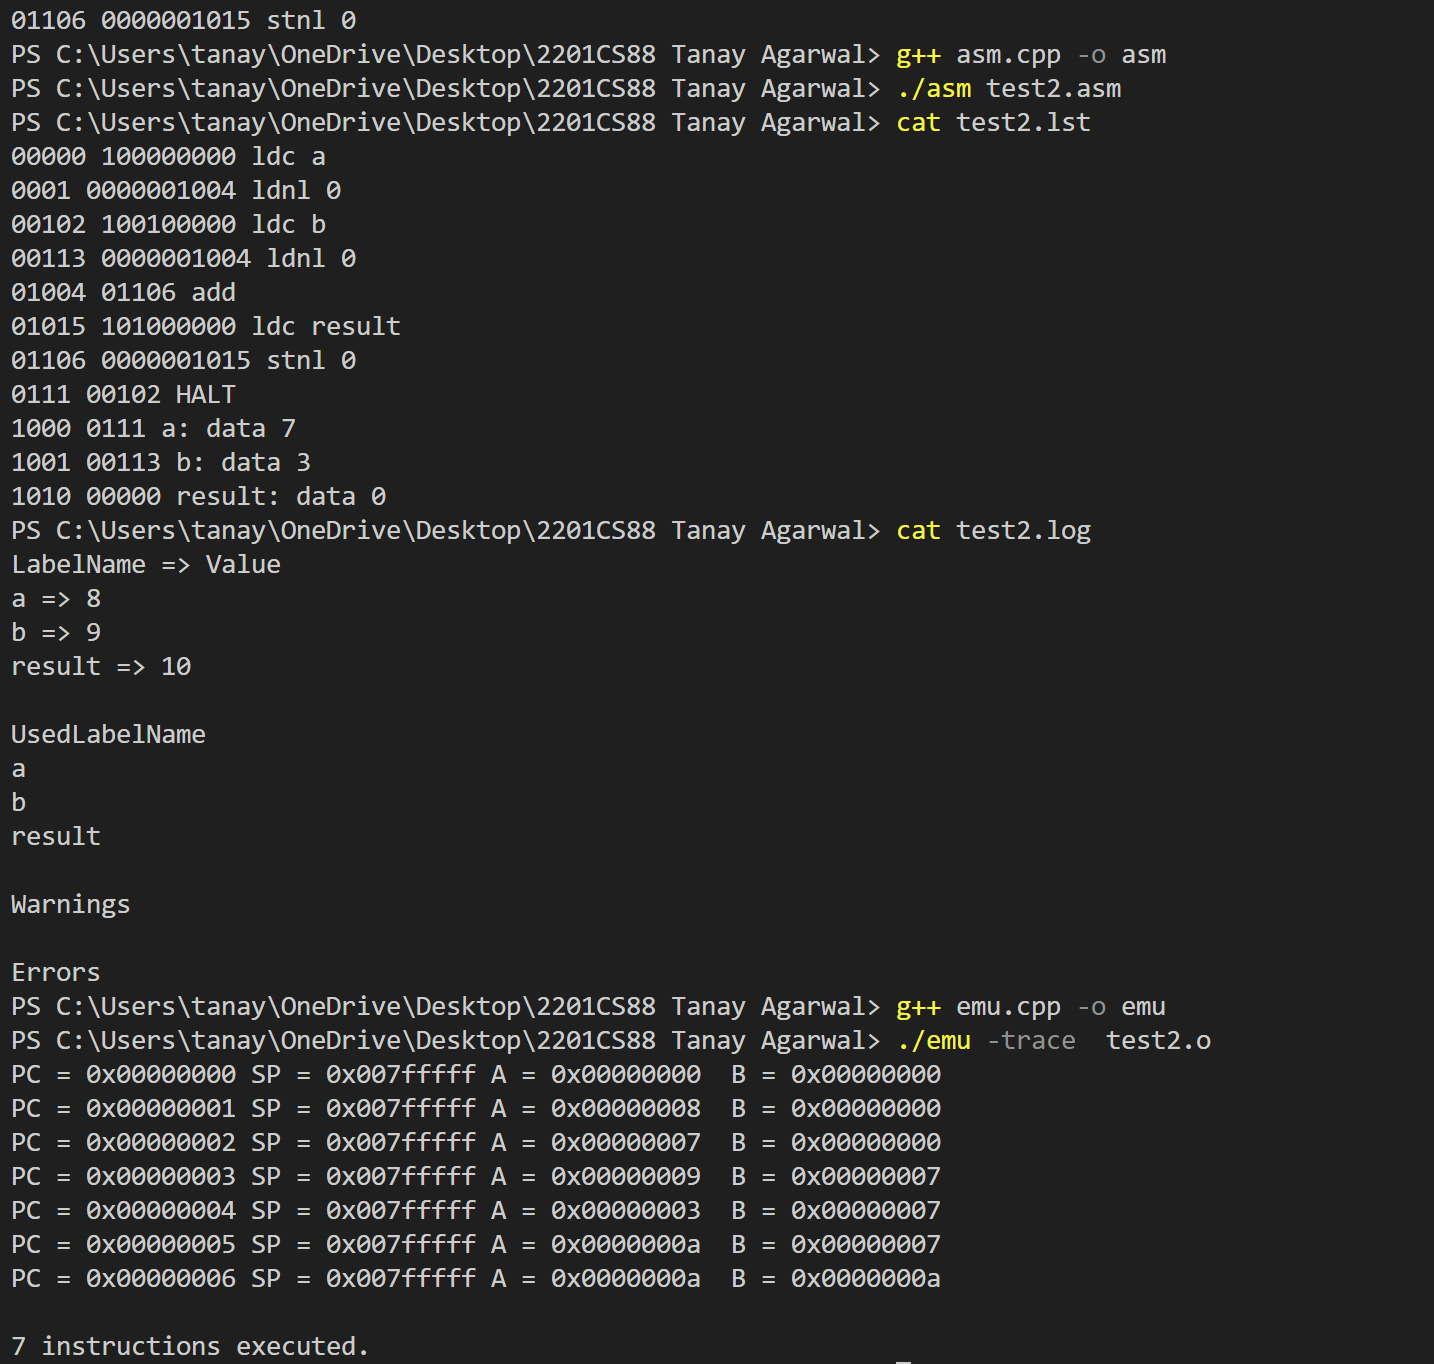 01106 0000001015 stnl 0
PS C:\Users\tanay\OneDrive\Desktop\2201CS88 Tanay Agarwal> g++ asm.cpp -o asm
PS C:\Users\tanay\OneDrive\Desktop\2201CS88 Tanay Agarwal> ./asm test2.asm
PS C:\Users\tanay\OneDrive\Desktop\2201CS88 Tanay Agarwal> cat test2.lst
00000 100000000 ldc a
0001 0000001004 ldnl 0
00102 100100000 ldc b
00113 0000001004 ldnl 0
01004 01106 add
01015 101000000 ldc result
01106 0000001015 stnl 0
0111 00102 HALT
1000 0111 a: data 7
1001 00113 b: data 3
1010 00000 result: data 0
PS C:\Users\tanay\OneDrive\Desktop\2201CS88 Tanay Agarwal> cat test2.log
LabelName => Value
a => 8
b => 9
result => 10

UsedLabelName
a
b
result

Warnings

Errors
PS C:\Users\tanay\OneDrive\Desktop\2201CS88 Tanay Agarwal> g++ emu.cpp -o emu
PS C:\Users\tanay\OneDrive\Desktop\2201CS88 Tanay Agarwal> ./emu -trace  test2.o
PC = 0x00000000 SP = 0x007fffff A = 0x00000000  B = 0x00000000
PC = 0x00000001 SP = 0x007fffff A = 0x00000008  B = 0x00000000
PC = 0x00000002 SP = 0x007fffff A = 0x00000007  B = 0x00000000
PC = 0x00000003 SP = 0x007fffff A = 0x00000009  B = 0x00000007
PC = 0x00000004 SP = 0x007fffff A = 0x00000003  B = 0x00000007
PC = 0x00000005 SP = 0x007fffff A = 0x0000000a  B = 0x00000007
PC = 0x00000006 SP = 0x007fffff A = 0x0000000a  B = 0x0000000a

7 instructions executed.